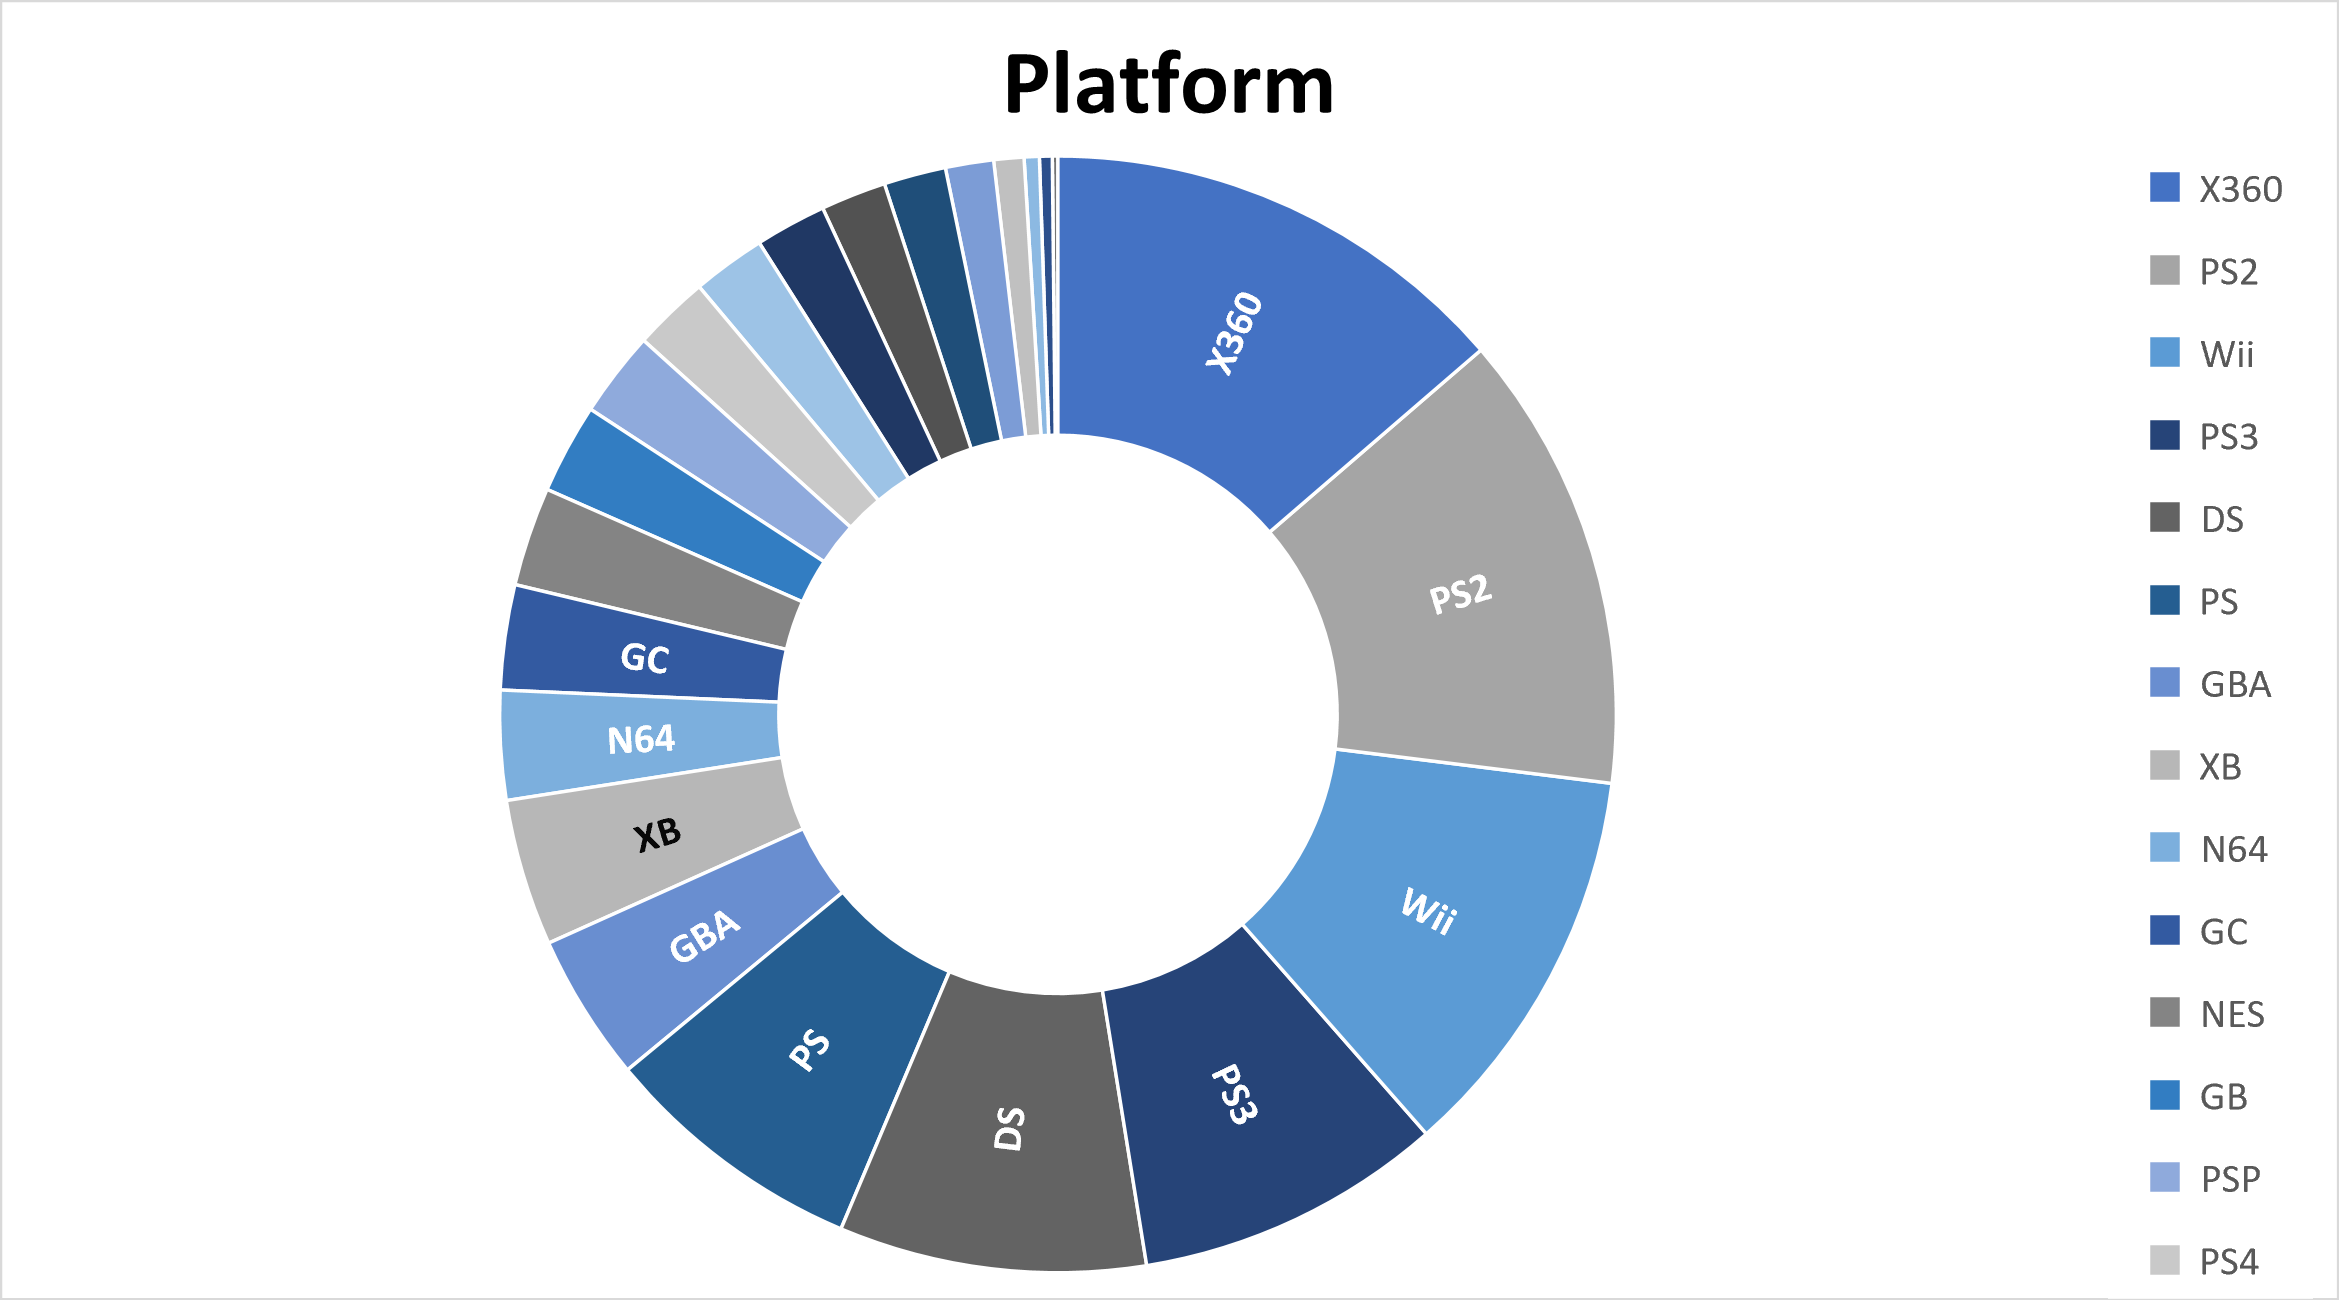 Platform
X360
PS2
Wii
PS3
DS
PS
GBA
XB
N64
GC
X360
PS2
Wii
PS3
DS
PS
GBA
XB
N64
GC
NES
GB
PSP
PS4